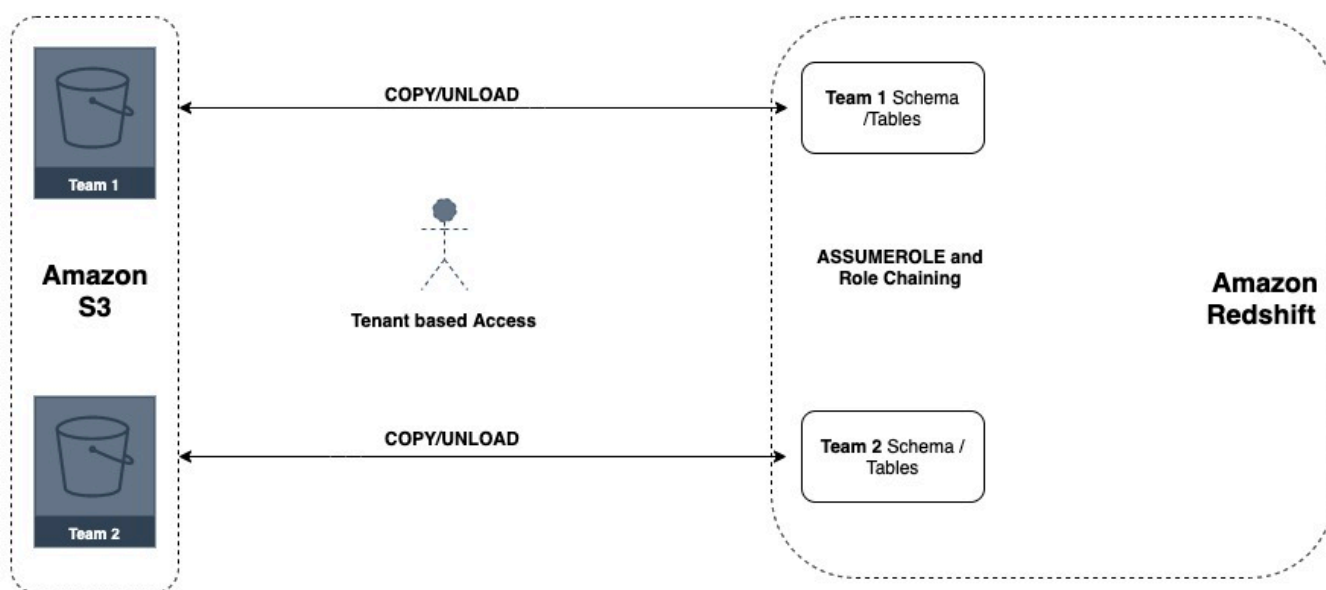 Team 1
Amazon
S3
Team 2
COPY/UNLOAD
Tenant based Access
COPY/UNLOAD
Team 1 Schema
/Tables
ASSUMEROLE and
Role Chaining
Team 2 Schema /
Tables
Amazon
Redshift